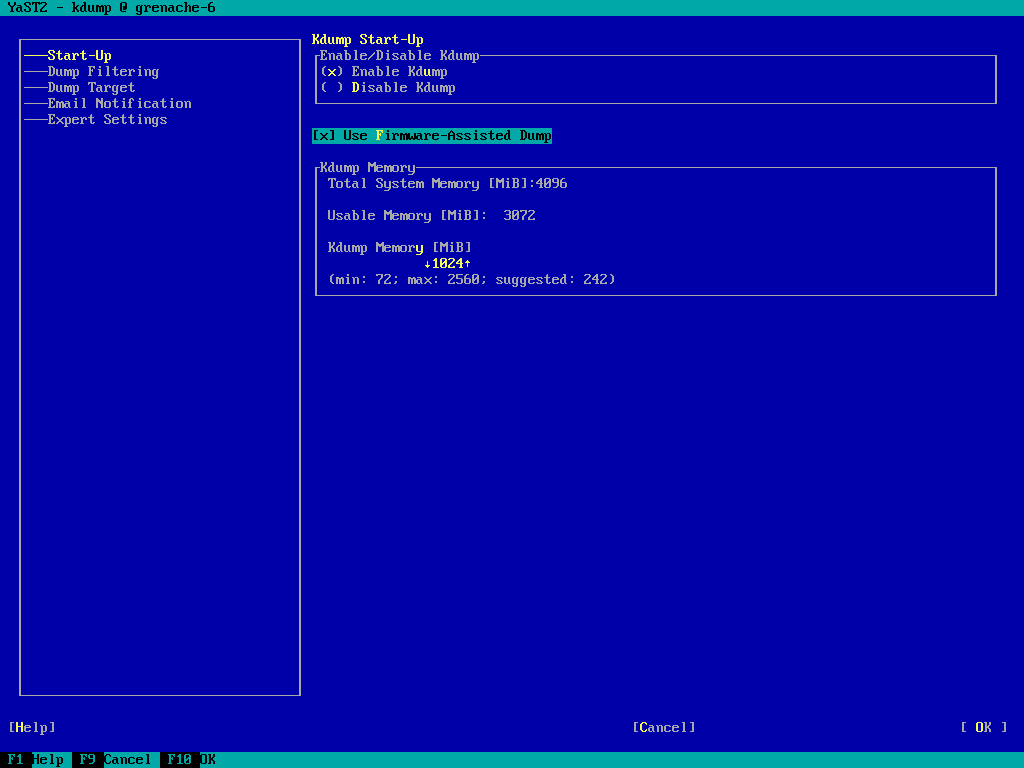 YaST2 - kdump @ grenache-6
Start-Up
Dump Filtering
Dump Target
Email Notification
Expert Settings
Kdump Start-Up
Enable/Disable Kdump
(x) Enable Kdump
( ) Disable Kdump
[x] Use Firmware-Assisted Dump
Kdump Memory
Total System Memory [MiB]:4096
Usable Memory [MiB]:  3072
Kdump Memory [MiB]
↓1024↑
(min: 72; max: 2560; suggested: 242)
[Help] [Cancel] [ OK ]
F1 Help F9 Cancel F10 OK